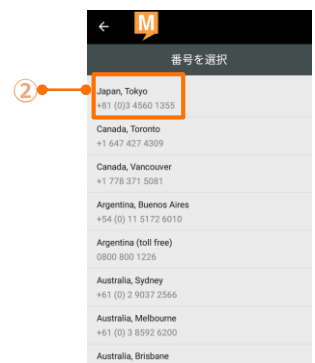 ←
M
番号を選択
②
Japan, Tokyo
+81 (0)3 4560 1355
Canada, Toronto
+1 647 427 4309
Canada, Vancouver
+1 778 371 5081
Argentina, Buenos Aires
+54 (0) 11 5172 6010
Argentina (toll free)
0800 800 1226
Australia, Sydney
+61 (0) 2 9037 2566
Australia, Melbourne
+61 (0) 3 8592 6200
Australia, Brisbane